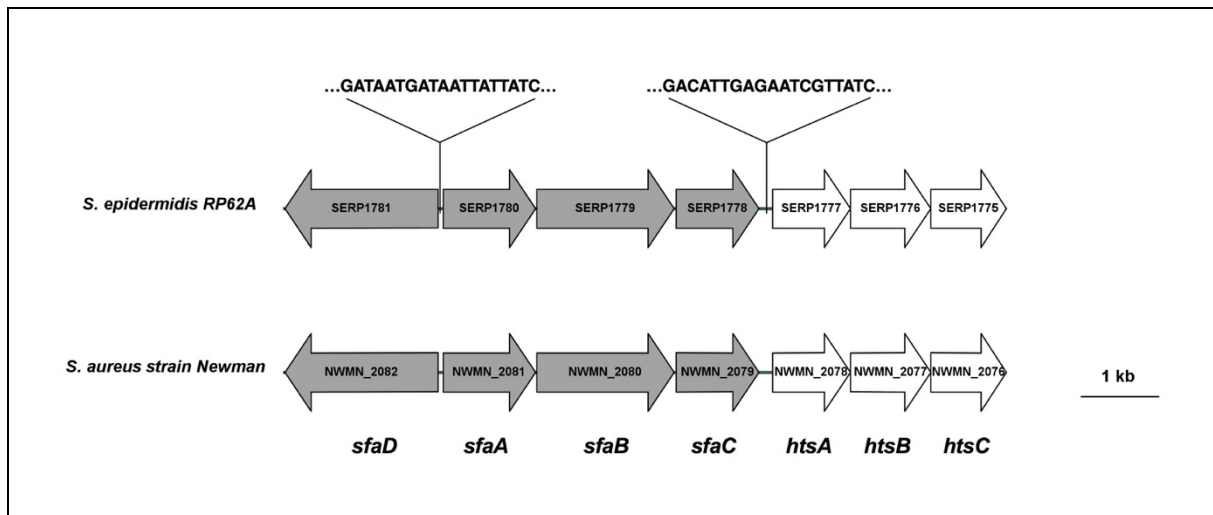 ...GATAATGATAATTATTATC... ...GACATTGAGAATCGTTATC...
S. epidermidis RP62A SERP1781 SERP1780 SERP1779 SERP1778 SERP1777 SERP1776 SERP1775
S. aureus strain Newman NWMN_2082 NWMN_2081 NWMN_2080 NWMN_2079 NWMN_2078 NWMN_2077 NWMN_2076 1 kb
sfaD sfaA sfaB sfaC htsA htsB htsC